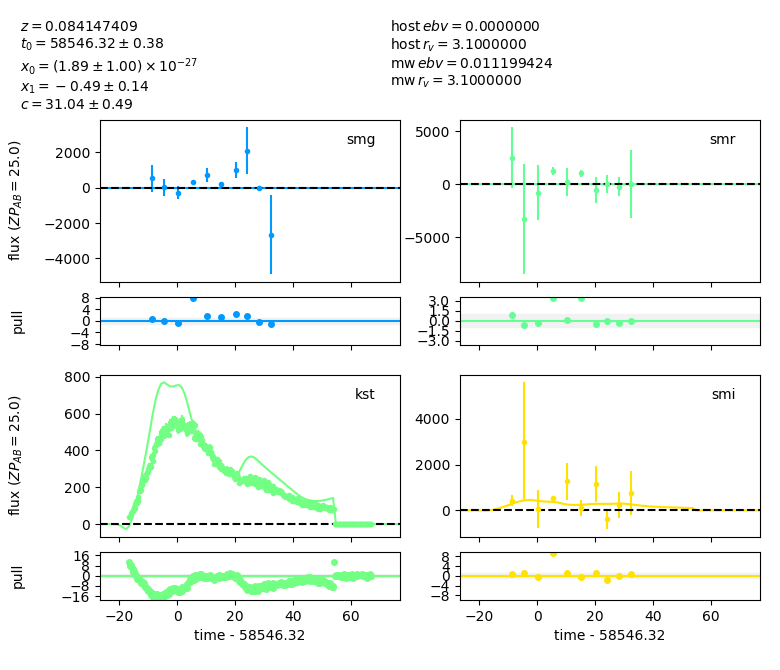 z = 0.084147409
t₀ = 58546.32 ± 0.38
x₀ = (1.89 ± 1.00) × 10⁻²⁷
x₁ = −0.49 ± 0.14
c = 31.04 ± 0.49
host ebv = 0.0000000
host r_v = 3.1000000
mw ebv = 0.011199424
mw r_v = 3.1000000
flux (ZP_AB = 25.0)
2000
0
−2000
−4000
smg
5000
0
−5000
smr
pull
8
4
0
−4
−8
3.0
1.5
0.0
−1.5
−3.0
flux (ZP_AB = 25.0)
800
600
400
200
0
kst
4000
2000
0
smi
pull
16
8
0
−8
−16
8
4
0
−4
−8
−20 0 20 40 60
time - 58546.32
−20 0 20 40 60
time - 58546.32